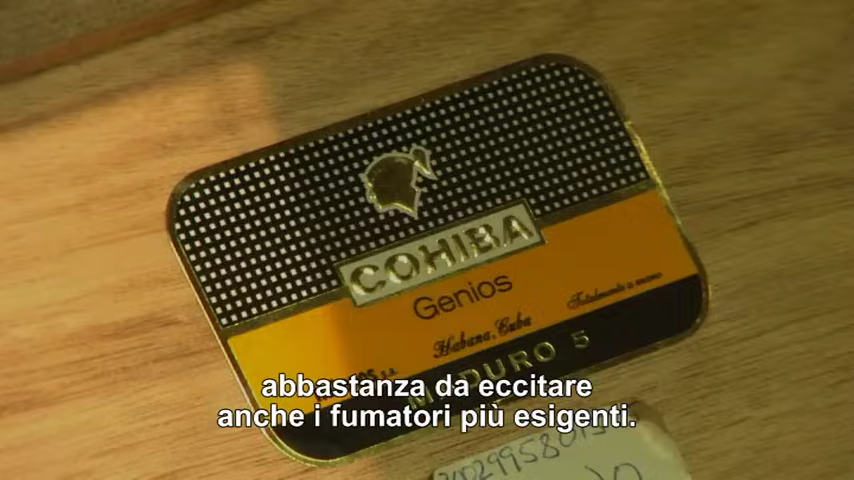 COHIBA
Genios
Habana, Cuba
Totalmente a mano
MADURO 5
abbastanza da eccitare
anche i fumatori più esigenti.